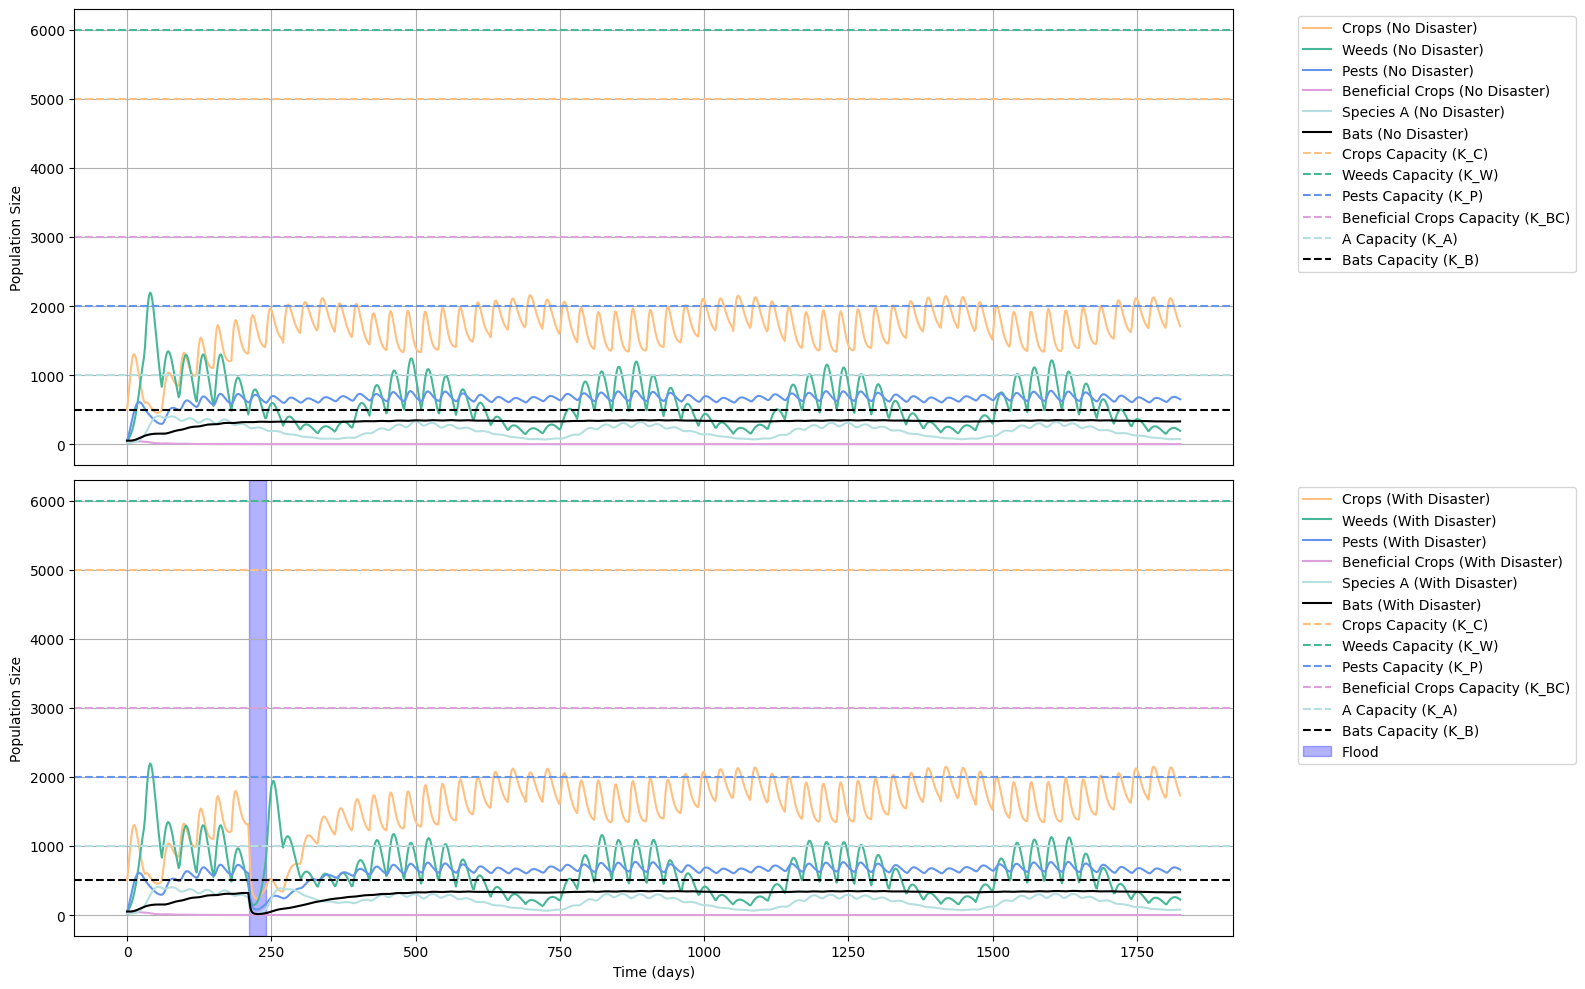 6000
5000
4000
3000
2000
1000
0
Population Size
Crops (No Disaster)
Weeds (No Disaster)
Pests (No Disaster)
Beneficial Crops (No Disaster)
Species A (No Disaster)
Bats (No Disaster)
Crops Capacity (K_C)
Weeds Capacity (K_W)
Pests Capacity (K_P)
Beneficial Crops Capacity (K_BC)
A Capacity (K_A)
Bats Capacity (K_B)
6000
5000
4000
3000
2000
1000
0
Population Size
0 250 500 750 1000 1250 1500 1750
Time (days)
Crops (With Disaster)
Weeds (With Disaster)
Pests (With Disaster)
Beneficial Crops (With Disaster)
Species A (With Disaster)
Bats (With Disaster)
Crops Capacity (K_C)
Weeds Capacity (K_W)
Pests Capacity (K_P)
Beneficial Crops Capacity (K_BC)
A Capacity (K_A)
Bats Capacity (K_B)
Flood